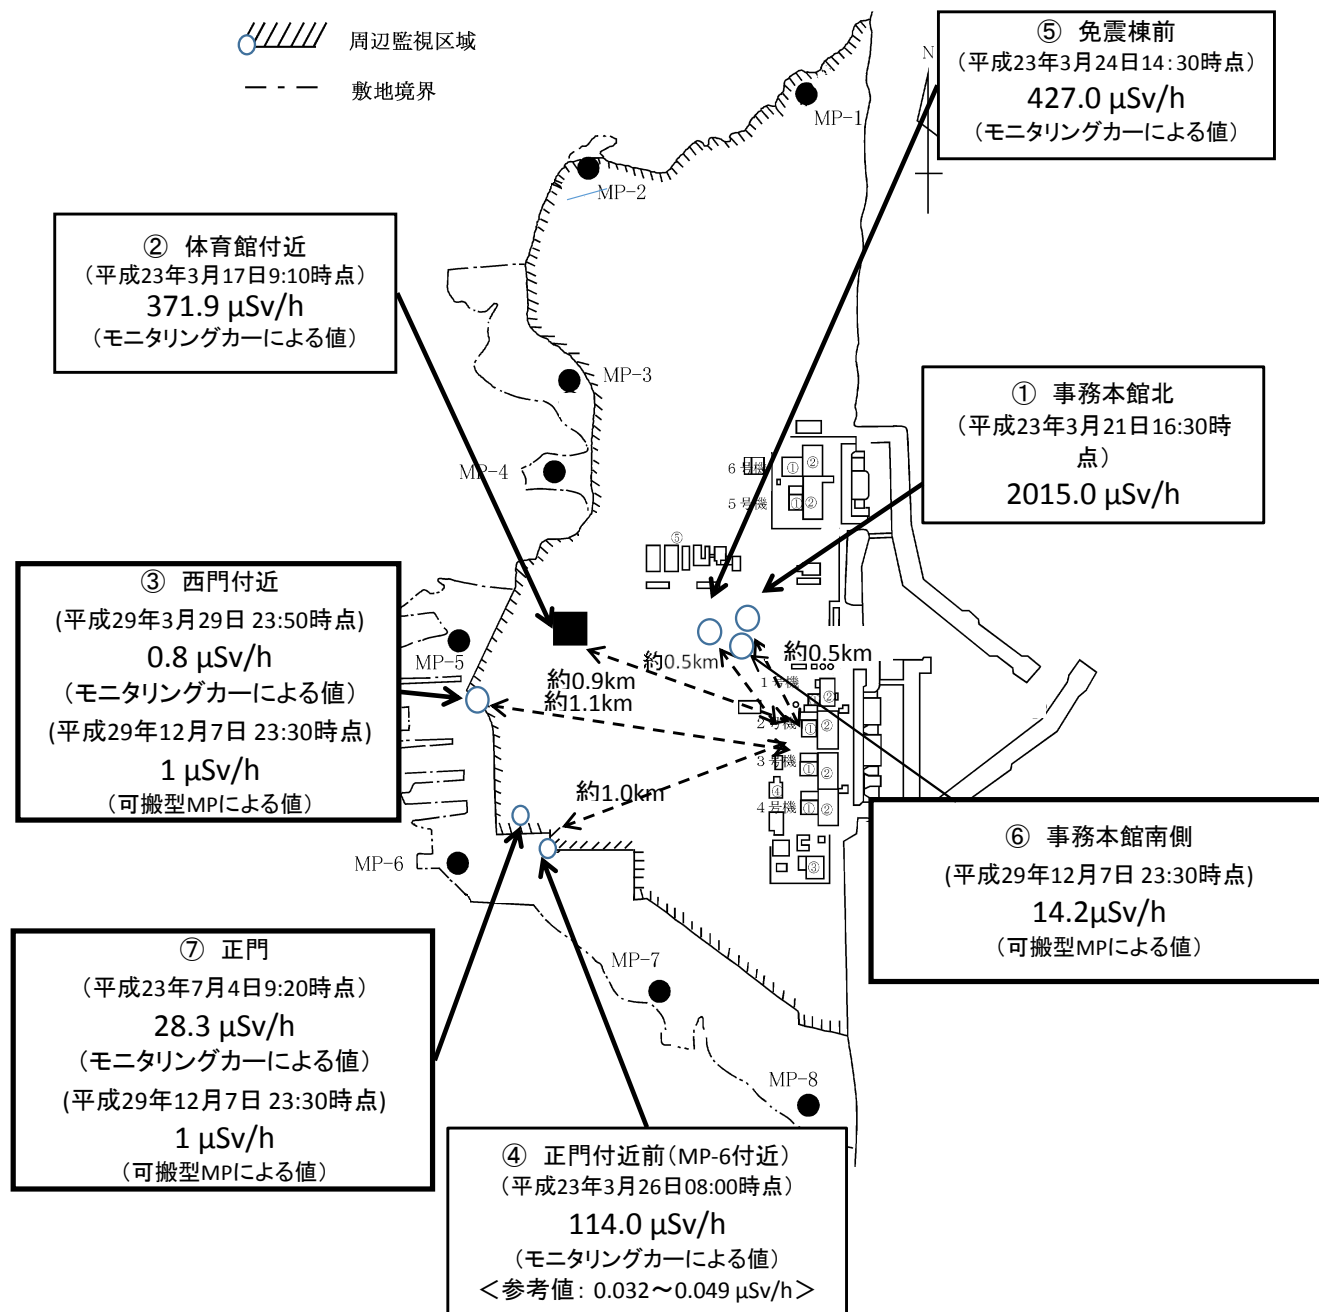 周辺監視区域
敷地境界
⑤ 免震棟前
（平成23年3月24日14：30時点）
427.0 μSv/h
（モニタリングカーによる値）
N
MP-1
MP-2
② 体育館付近
（平成23年3月17日9:10時点）
371.9 μSv/h
（モニタリングカーによる値）
MP-3
① 事務本館北
（平成23年3月21日16:30時
点）
2015.0 μSv/h
MP-4
6号機
①
②
5号機
①
②
⑤
③ 西門付近
(平成29年3月29日 23:50時点)
0.8 μSv/h
（モニタリングカーによる値）
(平成29年12月7日 23:30時点)
1 μSv/h
（可搬型MPによる値）
MP-5
約0.5km
約0.5km
約0.9km
約1.1km
1号機
②
2号機
①
②
3号機
①
②
約1.0km
④
4号機
①
②
③
⑥ 事務本館南側
(平成29年12月7日 23:30時点)
14.2μSv/h
（可搬型MPによる値）
MP-6
⑦ 正門
（平成23年7月4日9:20時点）
28.3 μSv/h
（モニタリングカーによる値）
(平成29年12月7日 23:30時点)
1 μSv/h
（可搬型MPによる値）
MP-7
MP-8
④ 正門付近前（MP-6付近）
（平成23年3月26日08:00時点）
114.0 μSv/h
（モニタリングカーによる値）
＜参考値： 0.032～0.049 μSv/h＞